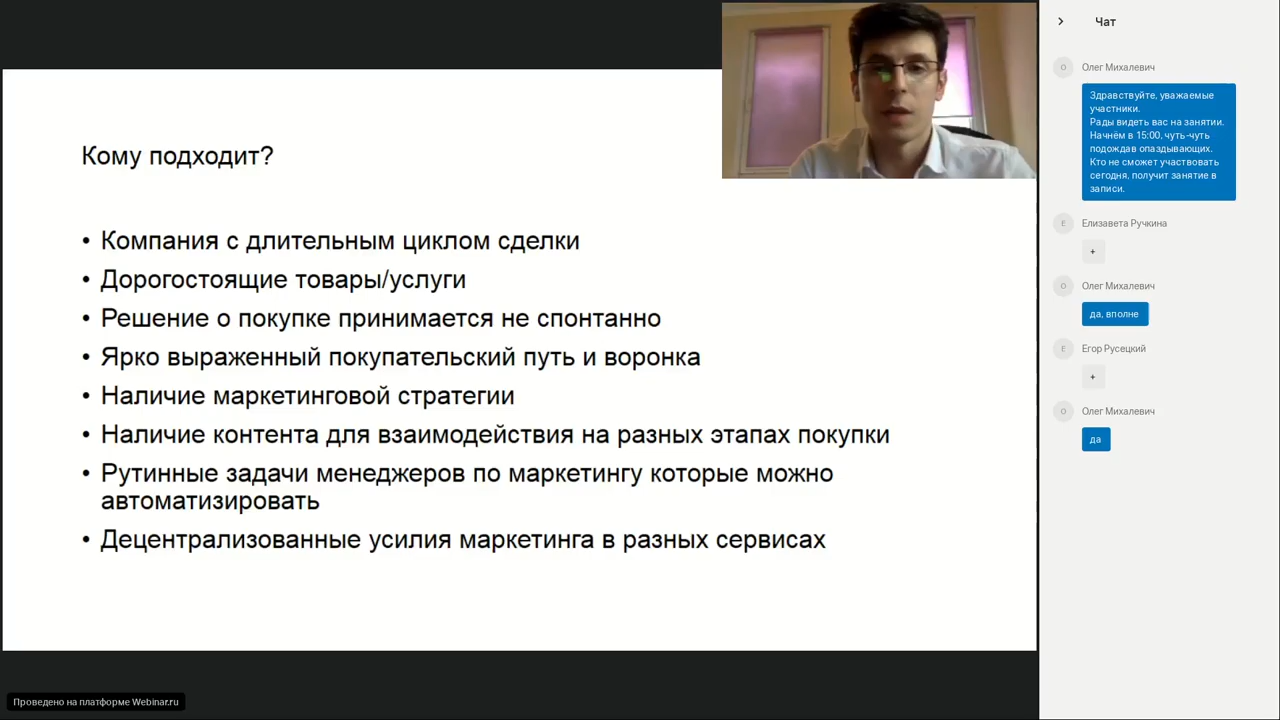 Кому подходит?
• Компания с длительным циклом сделки
• Дорогостоящие товары/услуги
• Решение о покупке принимается не спонтанно
• Ярко выраженный покупательский путь и воронка
• Наличие маркетинговой стратегии
• Наличие контента для взаимодействия на разных этапах покупки
• Рутинные задачи менеджеров по маркетингу которые можно
автоматизировать
• Децентрализованные усилия маркетинга в разных сервисах
Проведено на платформе Webinar.ru
Чат
О
Олег Михалевич
Здравствуйте, уважаемые
участники.
Рады видеть вас на занятии.
Начнём в 15:00, чуть-чуть
подождав опаздывающих.
Кто не сможет участвовать
сегодня, получит занятие в
записи.
Е
Елизавета Ручкина
+
О
Олег Михалевич
да, вполне
Е
Егор Русецкий
+
О
Олег Михалевич
да